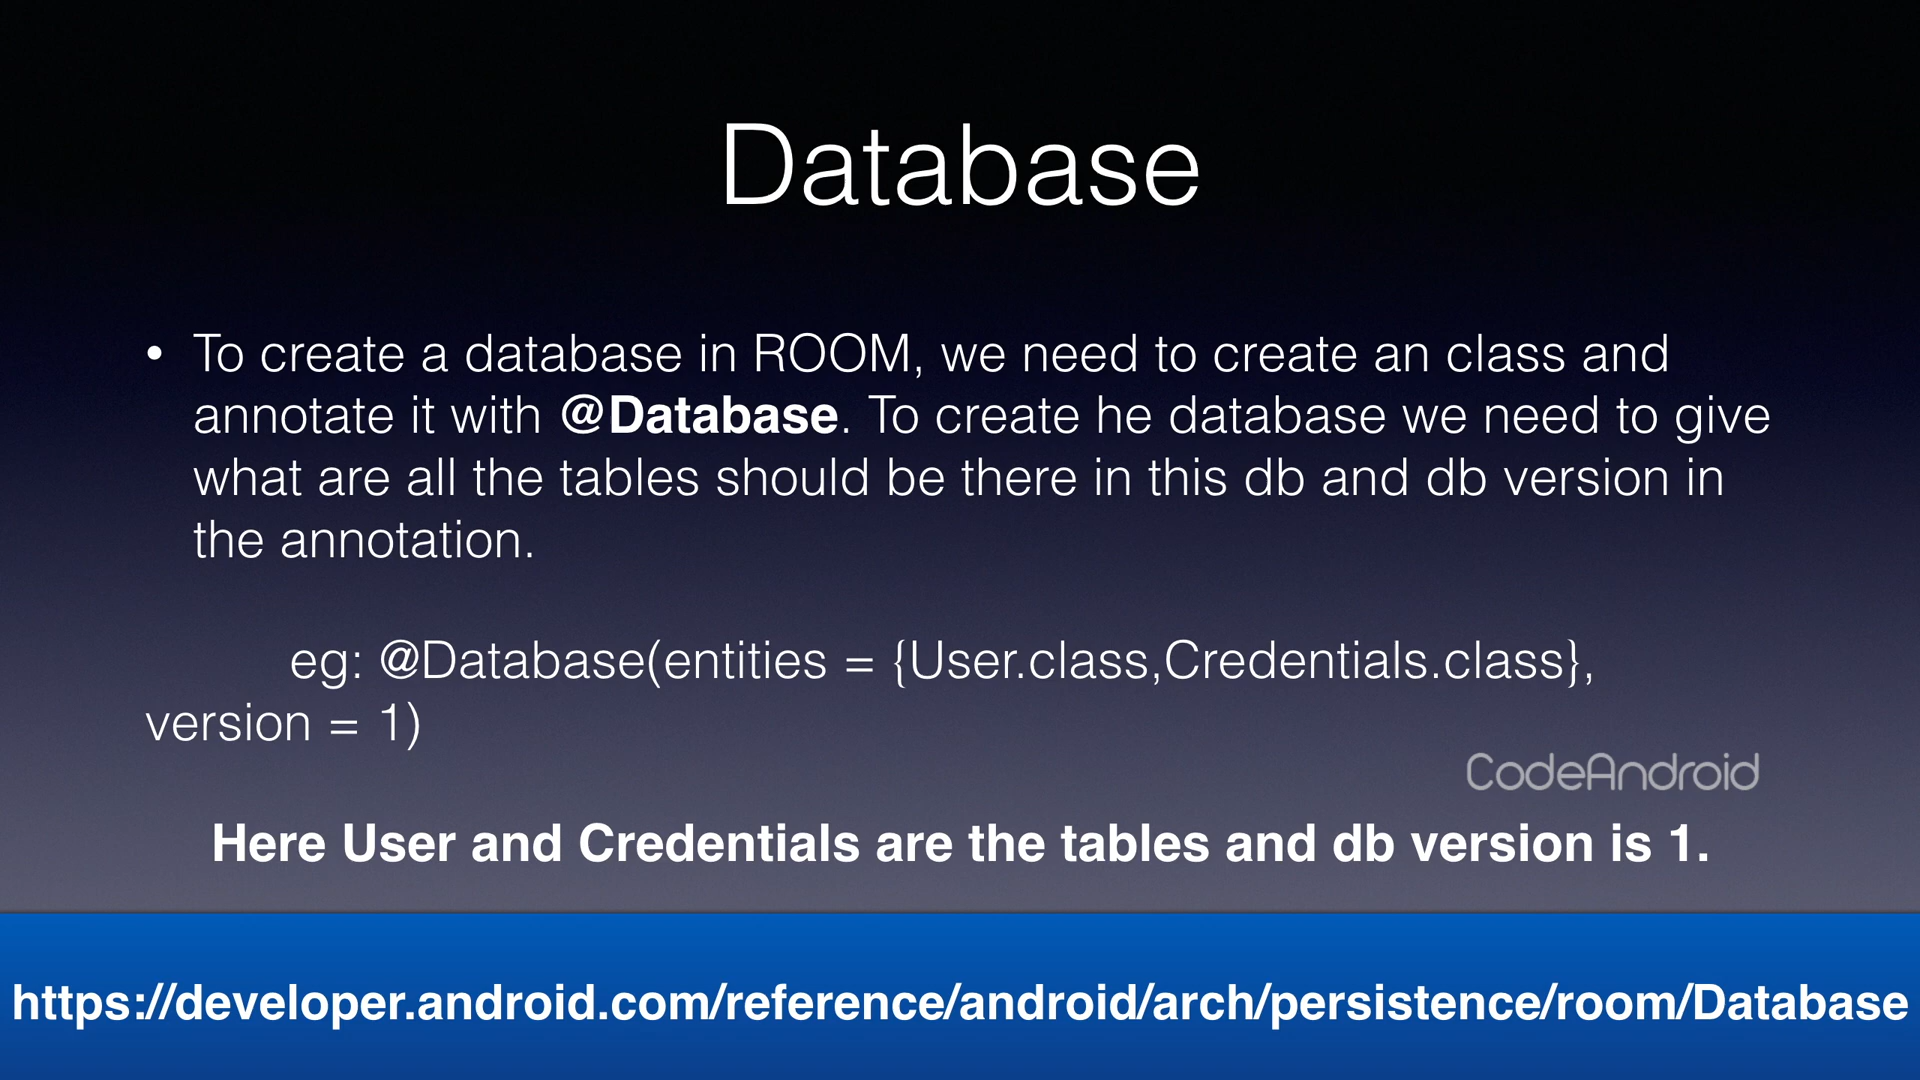 Database
• To create a database in ROOM, we need to create an class and
annotate it with @Database. To create he database we need to give
what are all the tables should be there in this db and db version in
the annotation.
eg: @Database(entities = {User.class,Credentials.class},
version = 1)
CodeAndroid
Here User and Credentials are the tables and db version is 1.
https://developer.android.com/reference/android/arch/persistence/room/Database